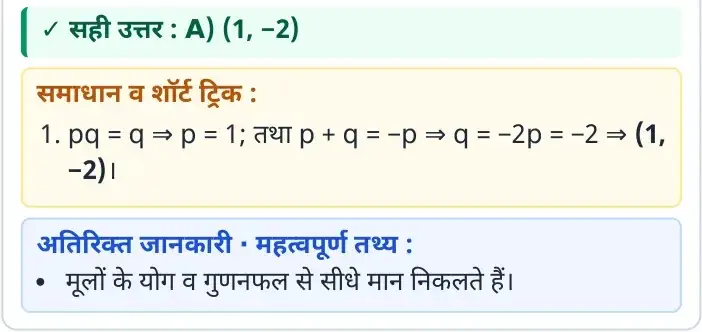 ✓ सही उत्तर : A) (1, −2)
समाधान व शॉर्ट ट्रिक :
1. pq = q ⇒ p = 1; तथा p + q = −p ⇒ q = −2p = −2 ⇒ (1,
−2)।
अतिरिक्त जानकारी · महत्वपूर्ण तथ्य :
• मूलों के योग व गुणनफल से सीधे मान निकलते हैं।